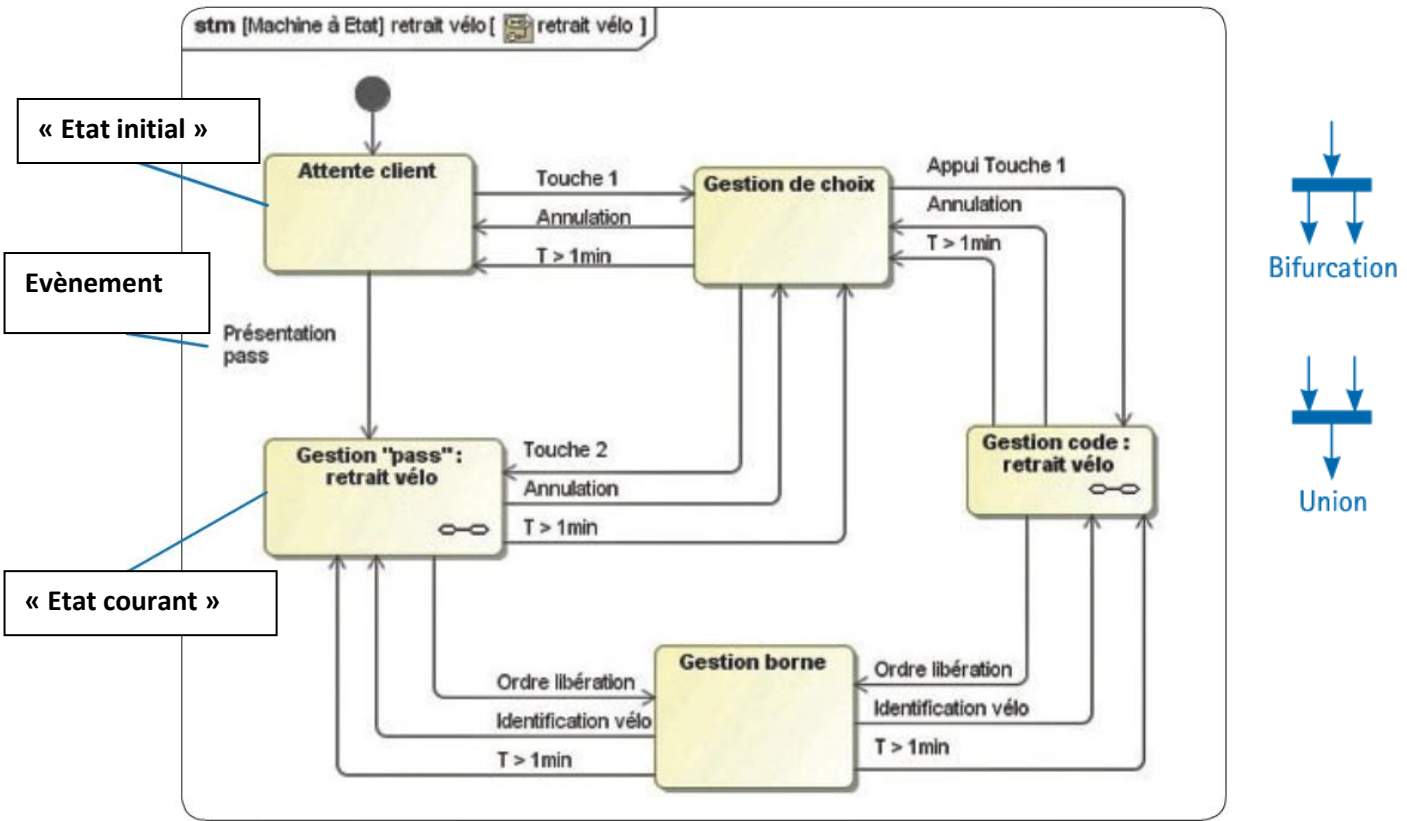 stm [Machine à Etat] retrait vélo [ retrait vélo ]
« Etat initial »
Attente client
Touche 1
Annulation
T > 1min
Gestion de choix
Appui Touche 1
Annulation
T > 1min
Bifurcation
Evènement
Présentation
pass
Gestion "pass" :
retrait vélo
Touche 2
Annulation
T > 1min
Gestion code :
retrait vélo
Union
« Etat courant »
Gestion borne
Ordre libération
Identification vélo
T > 1min
Ordre libération
Identification vélo
T > 1min